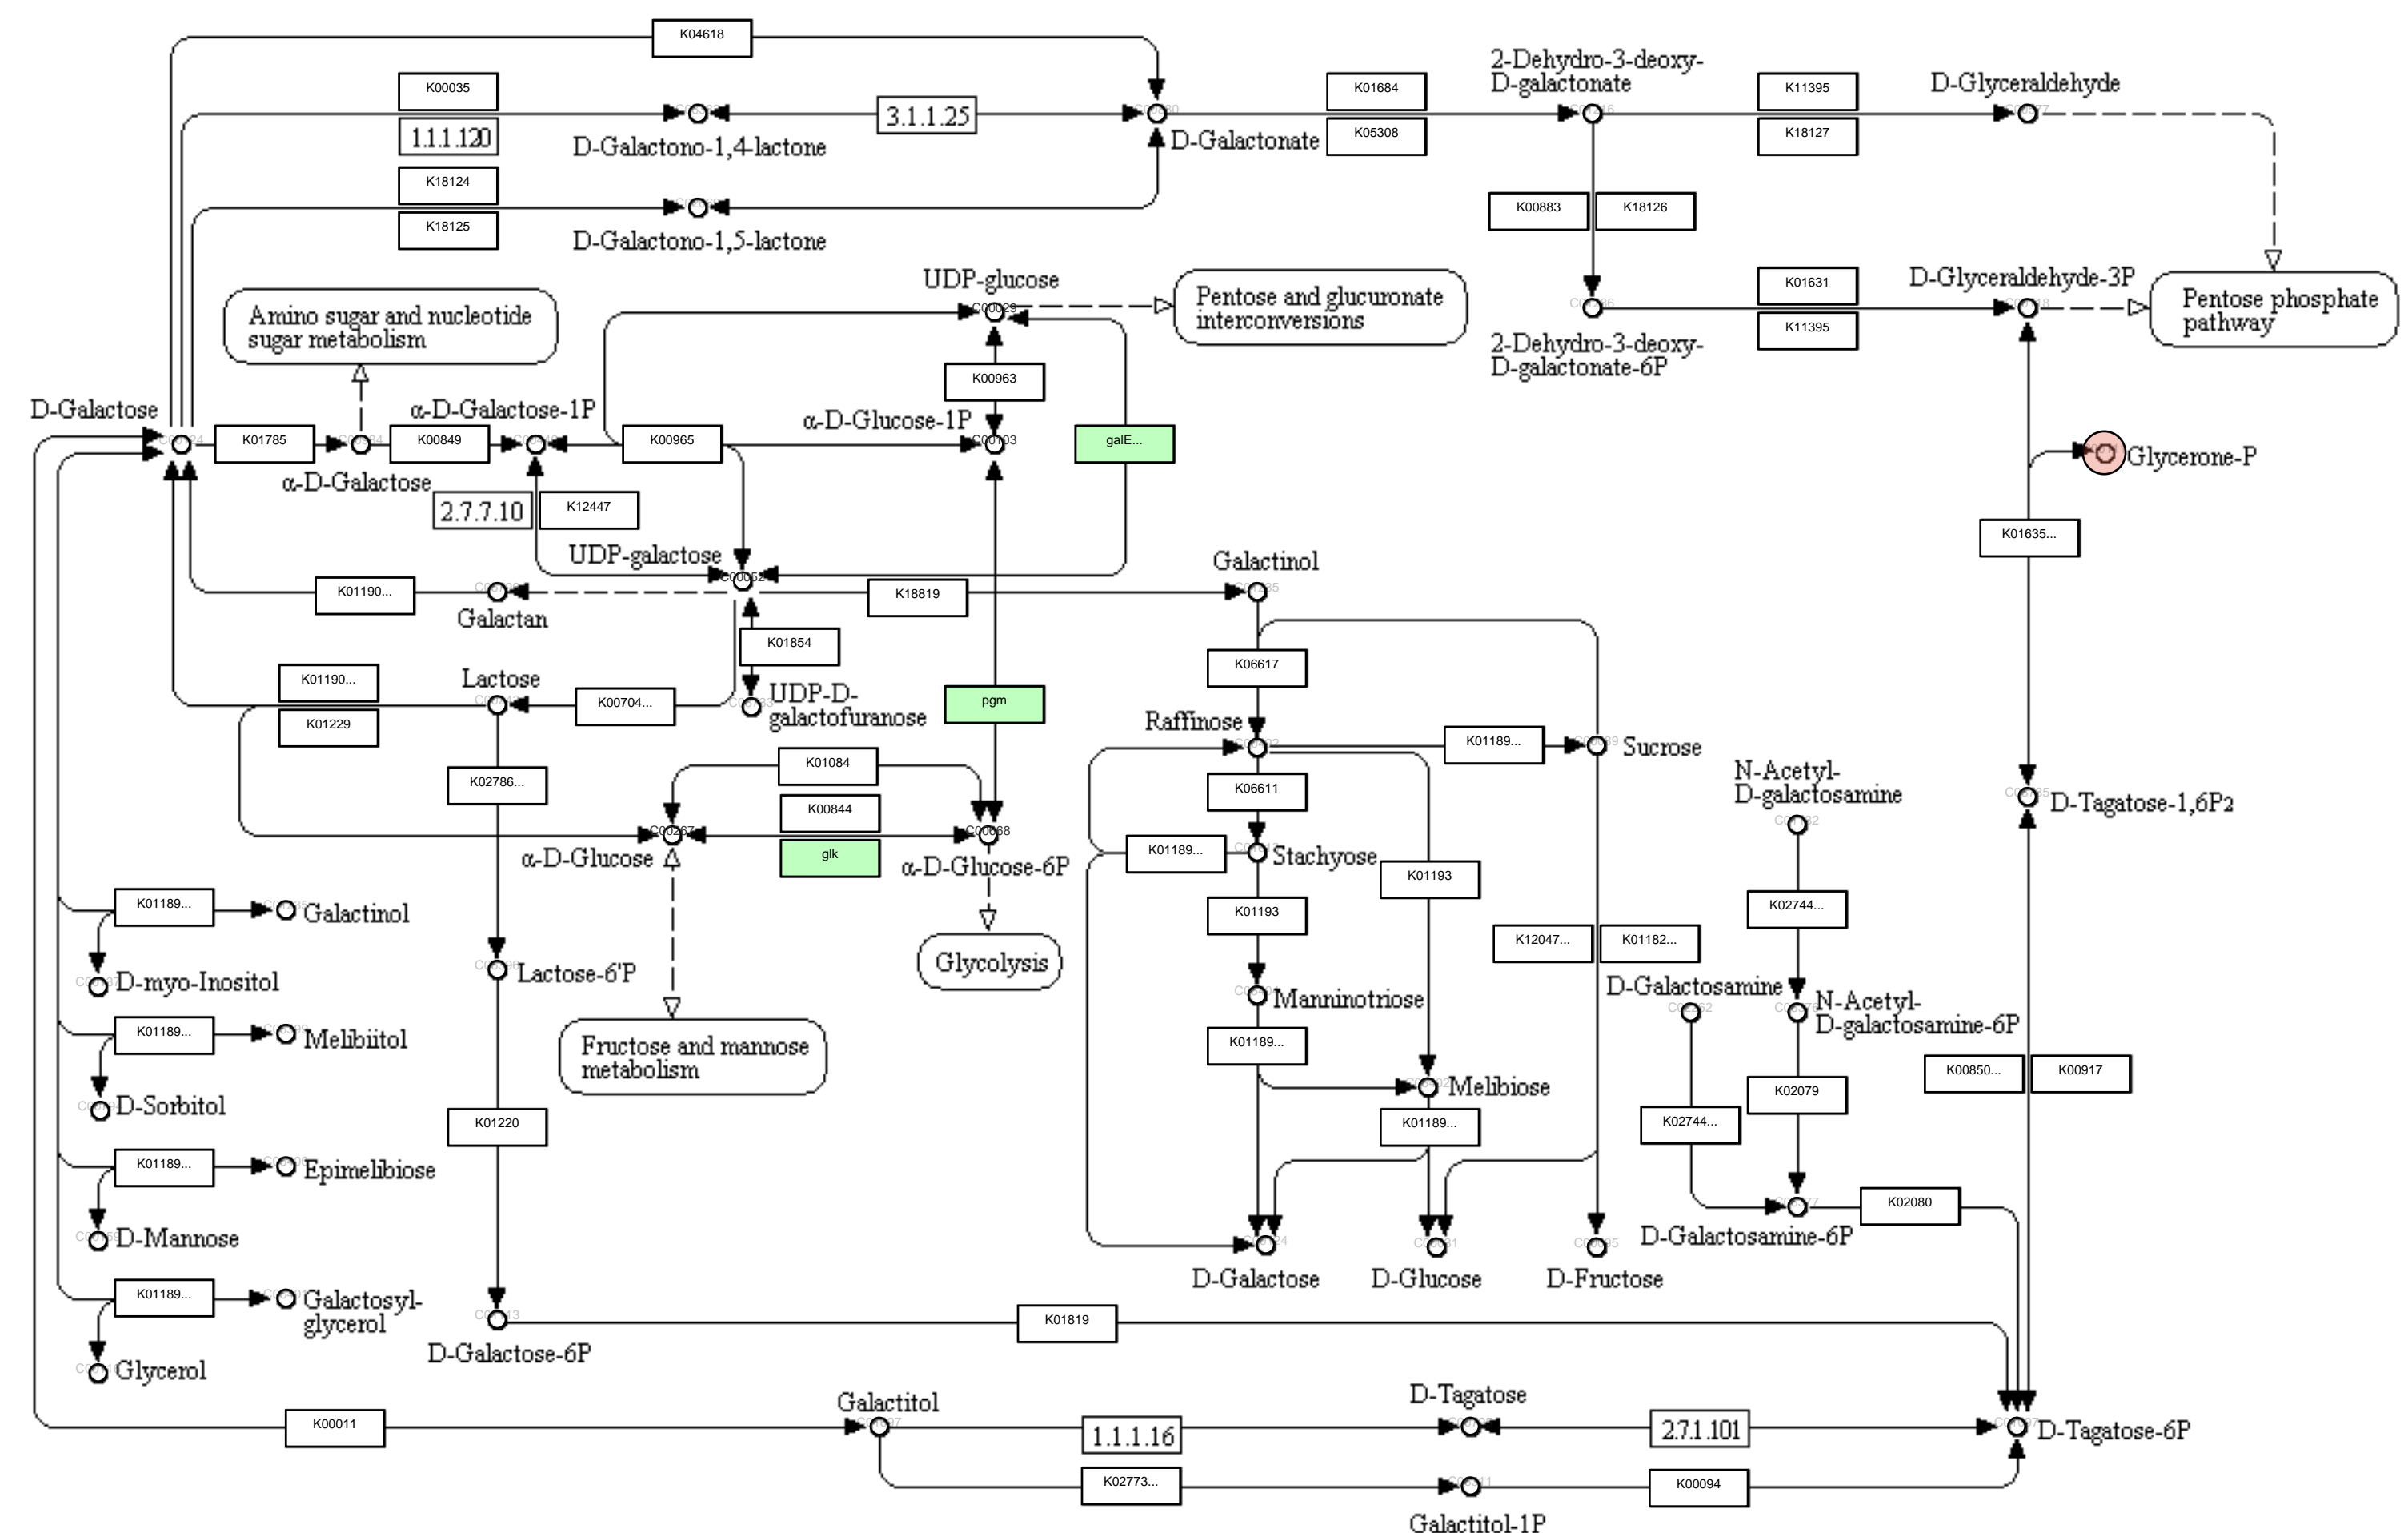 K04618
K00035
1.1.1.120
D-Galactono-1,4-lactone
3.1.1.25
D-Galactonate
K01684
K05308
2-Dehydro-3-deoxy-
D-galactonate
K11395
K18127
D-Glyceraldehyde
K18124
K18125
D-Galactono-1,5-lactone
K00883
K18126
UDP-glucose
C00029
Pentose and glucuronate
interconversions
K01631
K11395
D-Glyceraldehyde-3P
Pentose phosphate
pathway
2-Dehydro-3-deoxy-
D-galactonate-6P
Amino sugar and nucleotide
sugar metabolism
K00963
D-Galactose
K01785
α-D-Galactose
K00849
α-D-Galactose-1P
K00965
α-D-Glucose-1P
C00103
galE...
Glycerone-P
2.7.7.10
K12447
K01635...
UDP-galactose
C00052
K01190...
Galactan
K18819
Galactinol
K01854
UDP-D-
galactofuranose
K01190...
K01229
Lactose
K00704...
pgm
K06617
Raffinose
K01189...
Sucrose
K02786...
K01084
K00844
glk
C00267
α-D-Glucose
C00668
α-D-Glucose-6P
K06611
K01189...
Stachyose
K01193
K01193
N-Acetyl-
D-galactosamine
D-Tagatose-1,6P2
K02744...
K01189...
Galactinol
D-myo-Inositol
Lactose-6'P
Glycolysis
Manninotriose
K12047...
K01182...
D-Galactosamine
N-Acetyl-
D-galactosamine-6P
K01189...
Melibiitol
D-Sorbitol
Fructose and mannose
metabolism
K01189...
Melibiose
K01189...
K02079
K02744...
K00850...
K00917
K01220
K01189...
Epimelibiose
D-Mannose
D-Galactosamine-6P
K02080
D-Galactose
D-Glucose
D-Fructose
K01189...
Galactosyl-
glycerol
Glycerol
D-Galactose-6P
K01819
K00011
Galactitol
1.1.1.16
D-Tagatose
2.7.1.101
D-Tagatose-6P
K02773...
Galactitol-1P
K00094